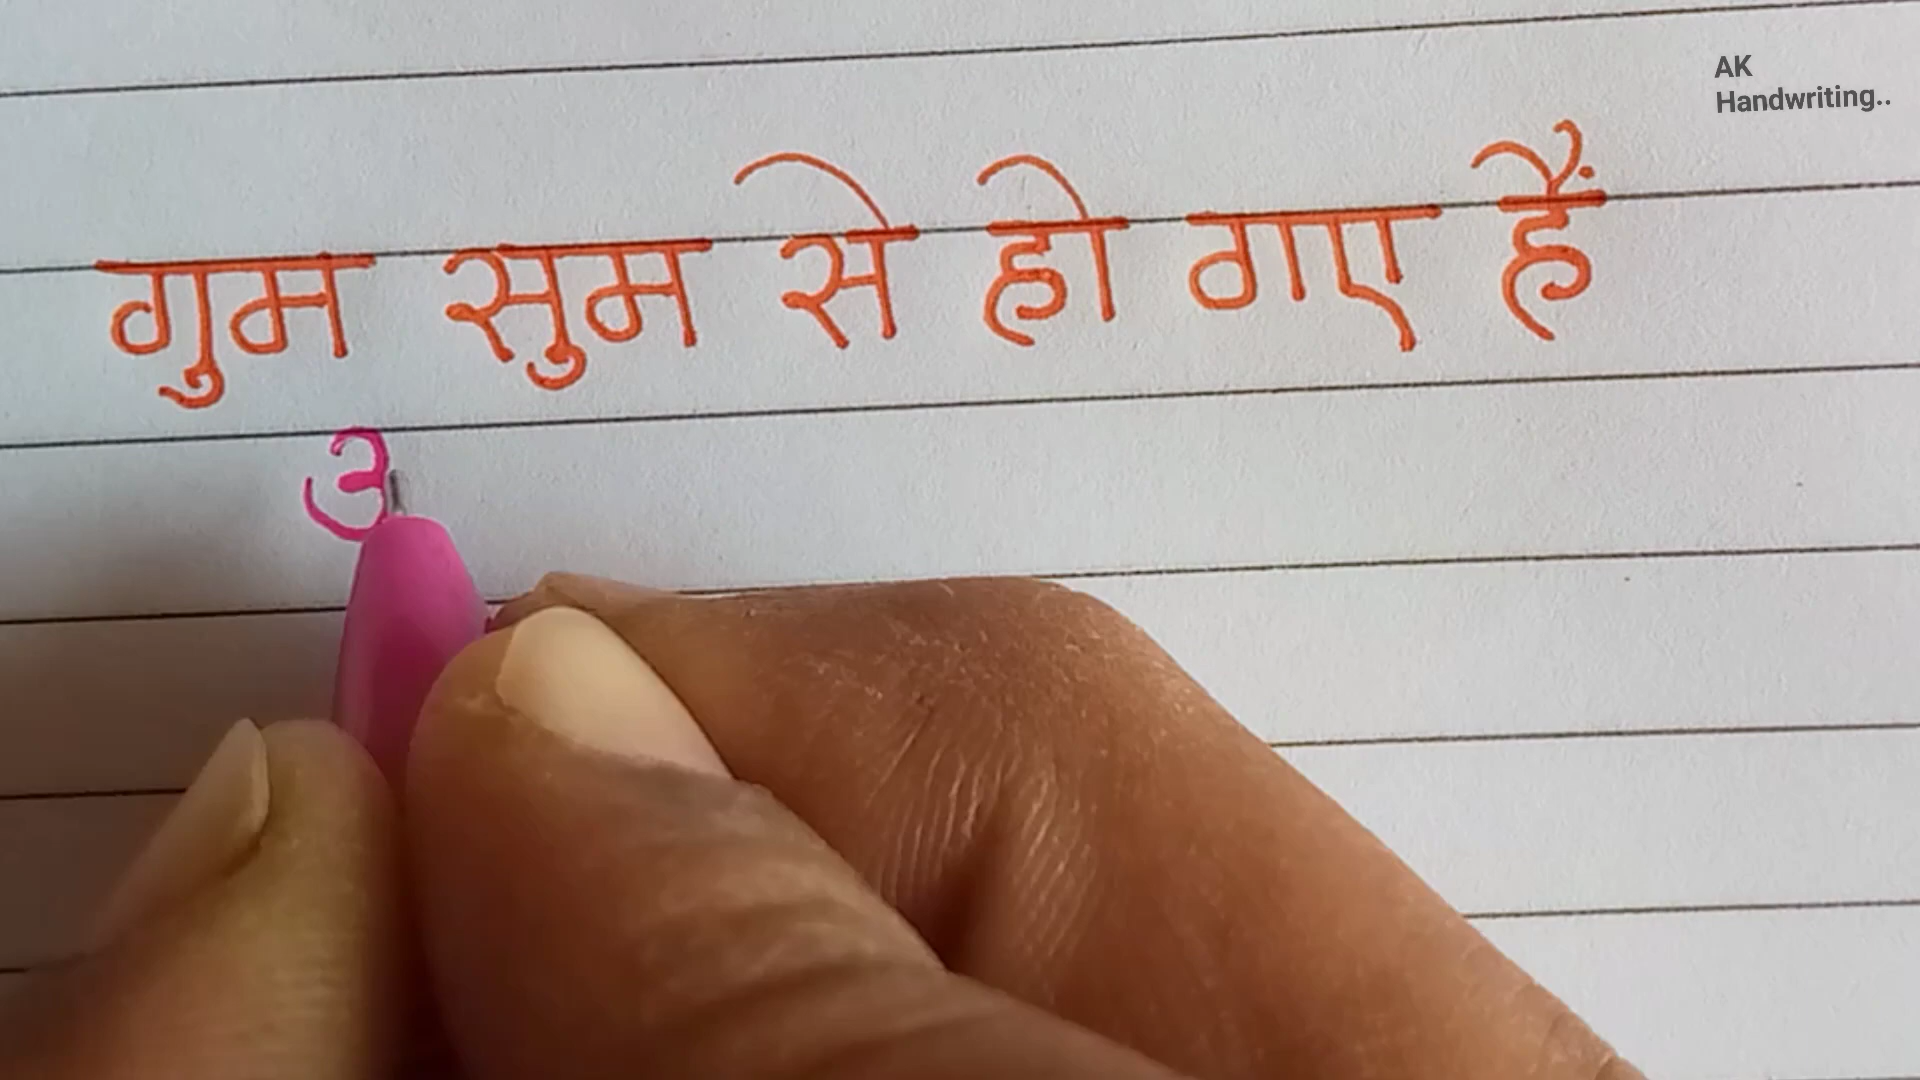 AK
Handwriting..
गुम सुम से हो गए हैं